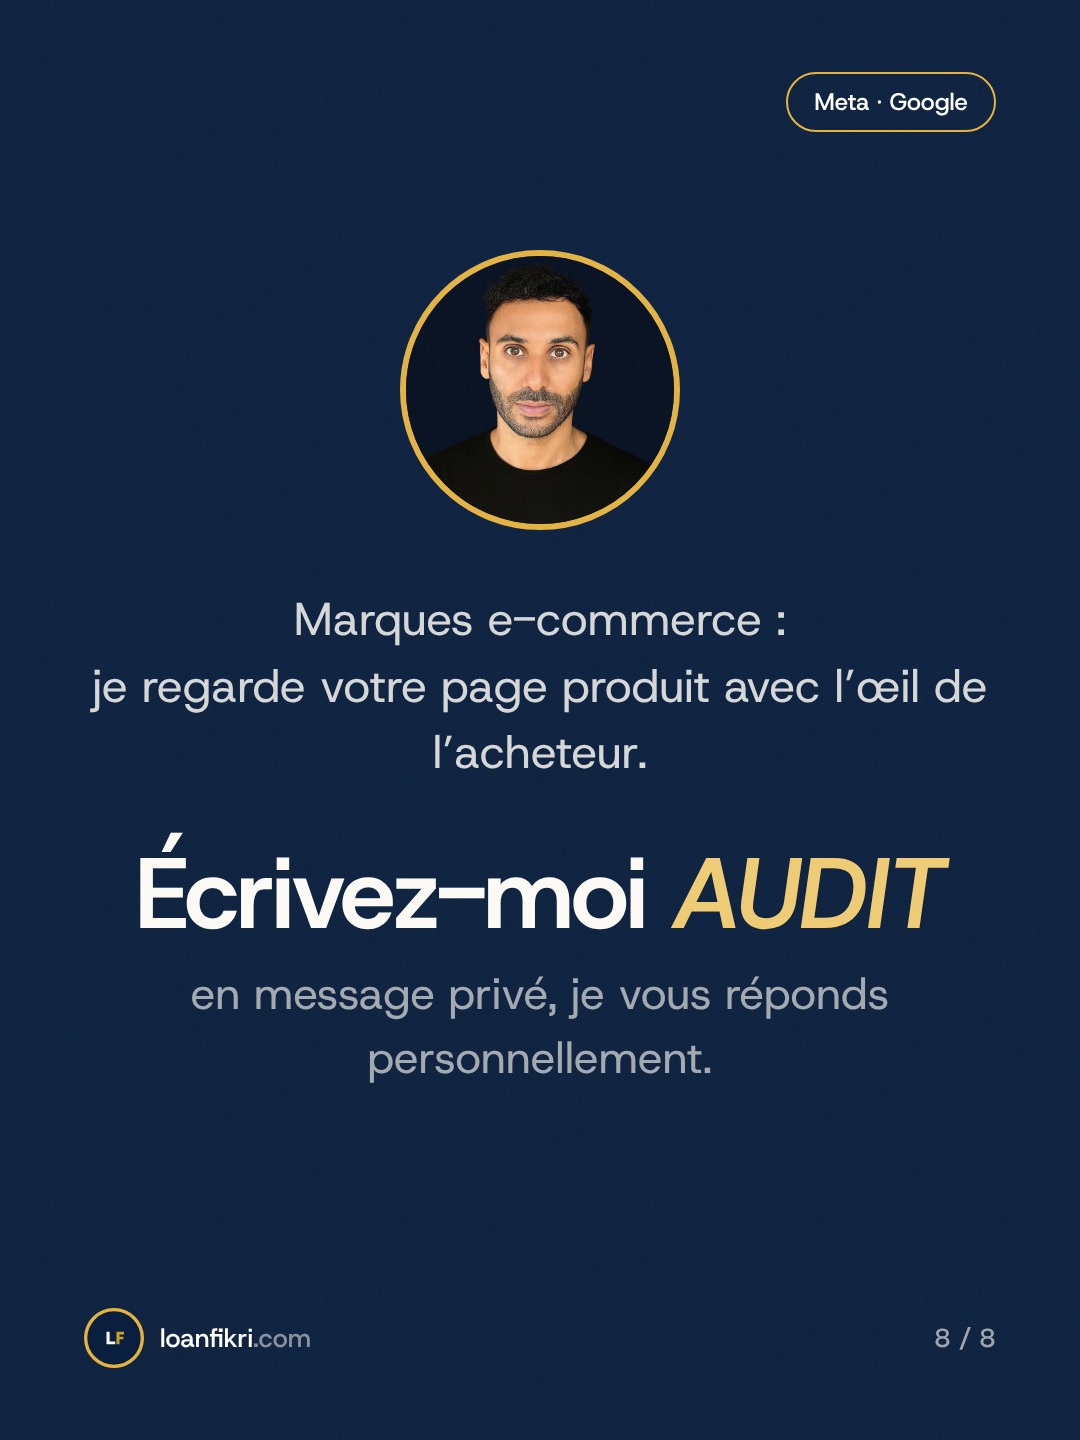 Meta · Google
Marques e-commerce :
je regarde votre page produit avec l’œil de
l’acheteur.
Écrivez-moi AUDIT
en message privé, je vous réponds
personnellement.
LF loanfikri.com
8 / 8